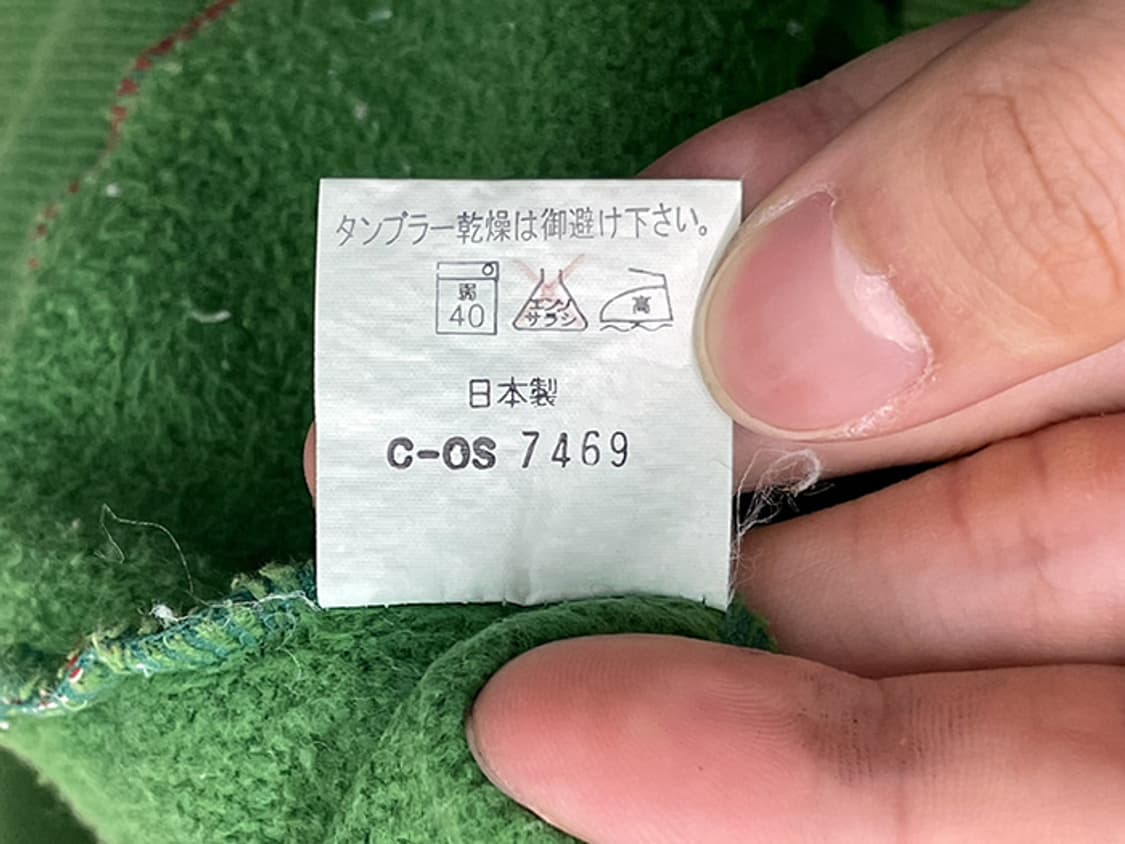 タンブラー乾燥は御避け下さい。
弱 エンソ 高
40 サラシ
日本製
C-OS 7469